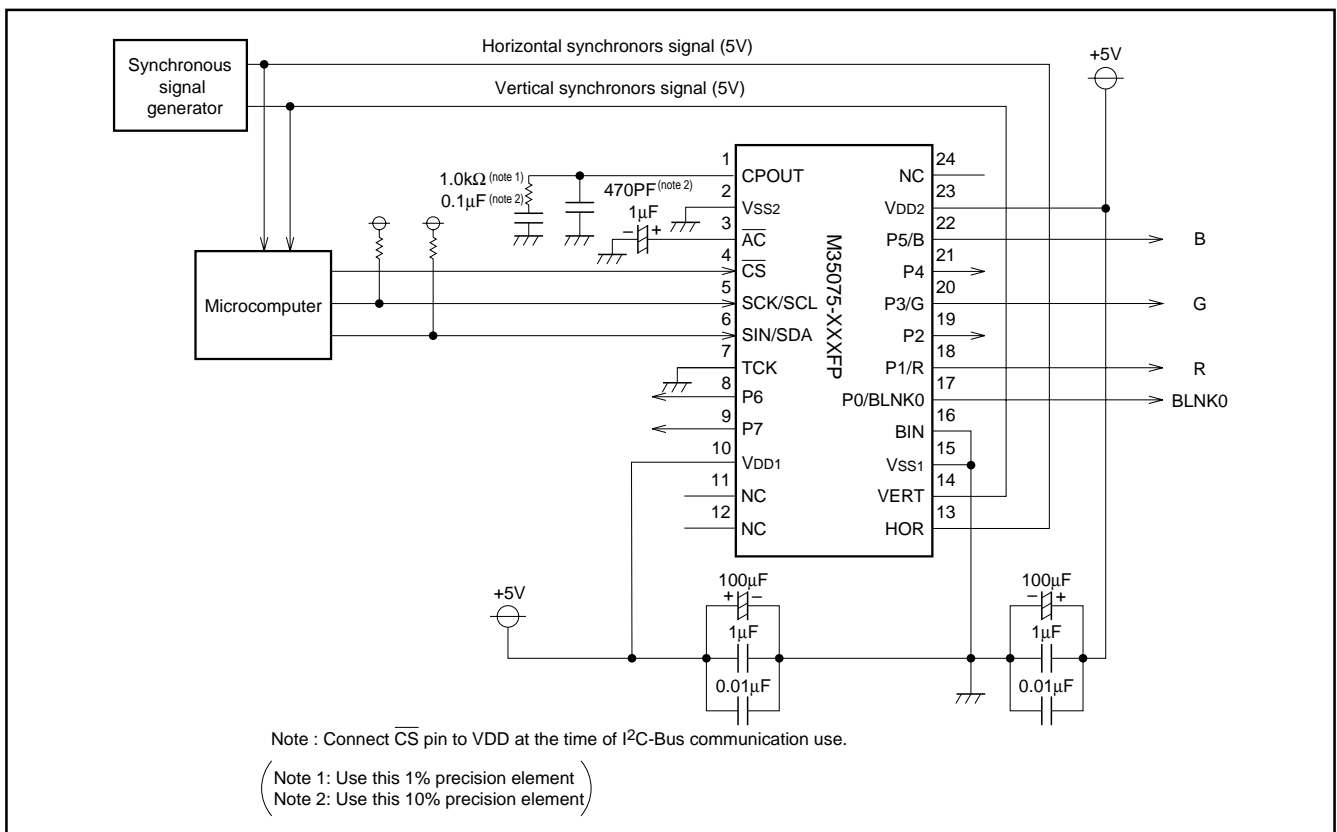 Horizontal synchronors signal (5V)
Synchronous
signal
generator
Vertical synchronors signal (5V)
+5V
1.0kΩ (note 1)
0.1μF (note 2)
470PF (note 2)
1μF
− +
Microcomputer
M35075-XXXFP
1 CPOUT
2 VSS2
3 AC
4 CS
5 SCK/SCL
6 SIN/SDA
7 TCK
8 P6
9 P7
10 VDD1
11 NC
12 NC
24 NC
23 VDD2
22 P5/B B
21 P4
20 P3/G G
19 P2
18 P1/R R
17 P0/BLNK0 BLNK0
16 BIN
15 VSS1
14 VERT
13 HOR
+5V
100μF
+ −
1μF
0.01μF
100μF
− +
1μF
0.01μF
Note : Connect CS pin to VDD at the time of I2C-Bus communication use.
Note 1: Use this 1% precision element
Note 2: Use this 10% precision element